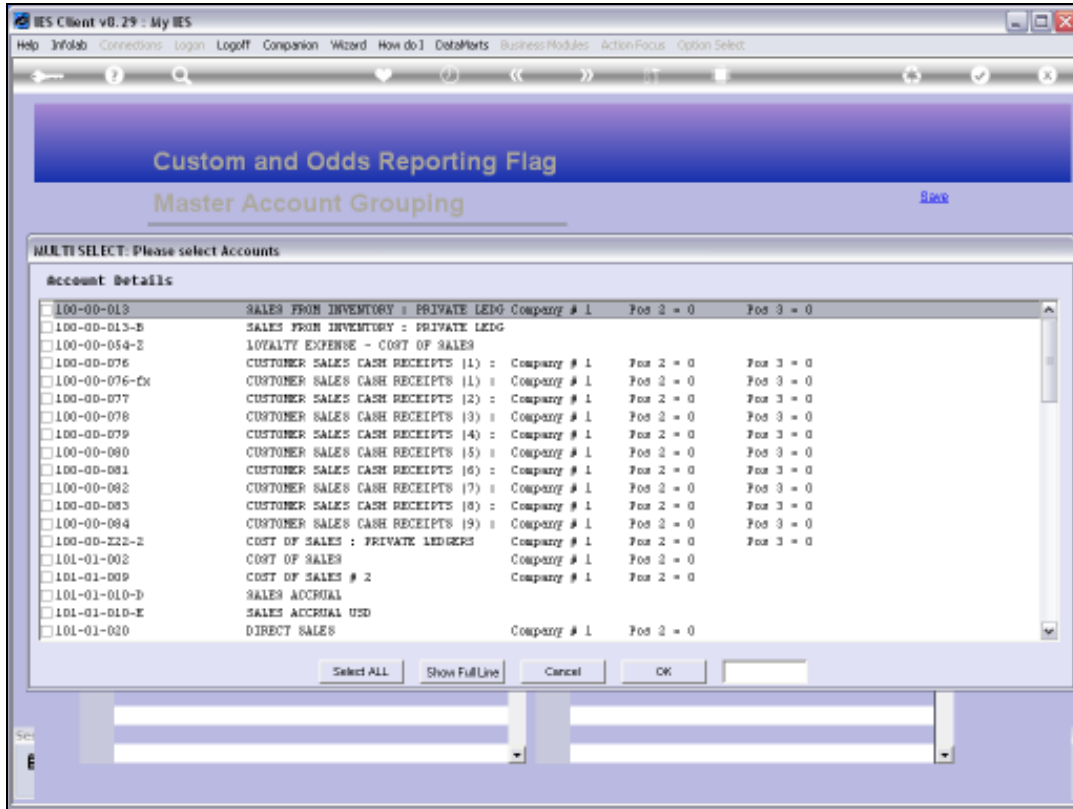 IES Client v8.29 : My IES
Help Infolab Connections Logon Logoff Companion Wizard How do I DataMarts Business Modules Action Focus Option Select
Custom and Odds Reporting Flag
Master Account Grouping
Save
MULTI SELECT: Please select Accounts
Account Details
100-00-013 SALES FROM INVENTORY : PRIVATE LEDG Company # 1 Pos 2 = 0 Pos 3 = 0
100-00-013-B SALES FROM INVENTORY : PRIVATE LEDG
100-00-054-2 LOYALTY EXPENSE - COST OF SALES
100-00-076 CUSTOMER SALES CASH RECEIPTS (1) : Company # 1 Pos 2 = 0 Pos 3 = 0
100-00-076-fx CUSTOMER SALES CASH RECEIPTS (1) : Company # 1 Pos 2 = 0 Pos 3 = 0
100-00-077 CUSTOMER SALES CASH RECEIPTS (2) : Company # 1 Pos 2 = 0 Pos 3 = 0
100-00-078 CUSTOMER SALES CASH RECEIPTS (3) : Company # 1 Pos 2 = 0 Pos 3 = 0
100-00-079 CUSTOMER SALES CASH RECEIPTS (4) : Company # 1 Pos 2 = 0 Pos 3 = 0
100-00-080 CUSTOMER SALES CASH RECEIPTS (5) : Company # 1 Pos 2 = 0 Pos 3 = 0
100-00-081 CUSTOMER SALES CASH RECEIPTS (6) : Company # 1 Pos 2 = 0 Pos 3 = 0
100-00-082 CUSTOMER SALES CASH RECEIPTS (7) : Company # 1 Pos 2 = 0 Pos 3 = 0
100-00-083 CUSTOMER SALES CASH RECEIPTS (8) : Company # 1 Pos 2 = 0 Pos 3 = 0
100-00-084 CUSTOMER SALES CASH RECEIPTS (9) : Company # 1 Pos 2 = 0 Pos 3 = 0
100-00-Z22-2 COST OF SALES : PRIVATE LEDGERS Company # 1 Pos 2 = 0 Pos 3 = 0
101-01-002 COST OF SALES Company # 1 Pos 2 = 0
101-01-009 COST OF SALES # 2 Company # 1 Pos 2 = 0
101-01-010-D SALES ACCRUAL
101-01-010-E SALES ACCRUAL USD
101-01-020 DIRECT SALES Company # 1 Pos 2 = 0
Select ALL Show Full Line Cancel OK